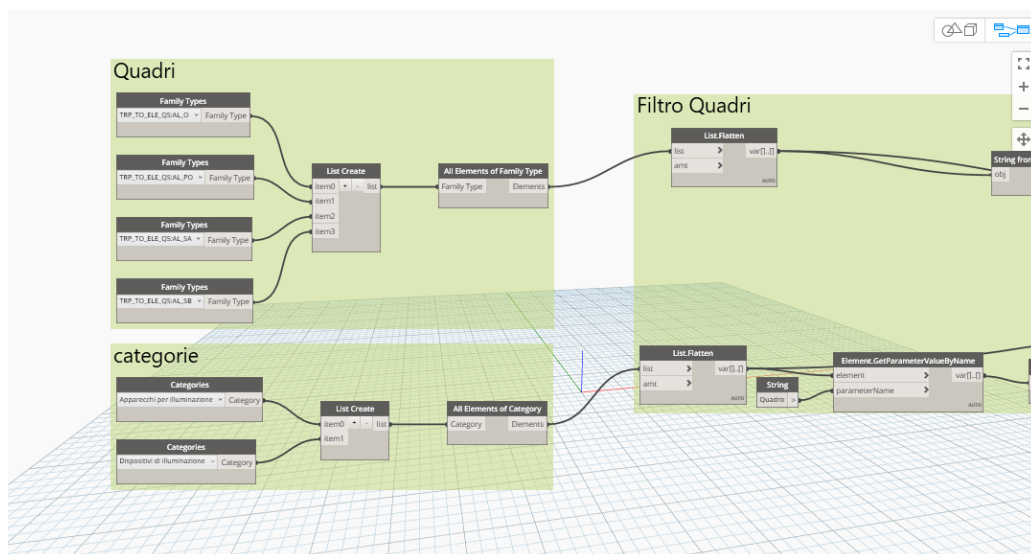 Quadri
Family Types
TRP_TO_ELE_QS:AL_O Family Type
Family Types
TRP_TO_ELE_QS:AL_PO Family Type
Family Types
TRP_TO_ELE_QS:AL_SA Family Type
Family Types
TRP_TO_ELE_QS:AL_SB Family Type
List Create
item0 + - list
item1
item2
item3
All Elements of Family Type
Family Type Elements
categorie
Categories
Apparecchi per illuminazione Category
Categories
Dispositivi di illuminazione Category
List Create
item0 + - list
item1
All Elements of Category
Category Elements
Filtro Quadri
List.Flatten
list > var[]..[]
amt >
AUTO
String from
obj
List.Flatten
list > var[]..[]
amt >
AUTO
String
Quadro >
Element.GetParameterValueByName
element > var[]..[]
parameterName >
AUTO